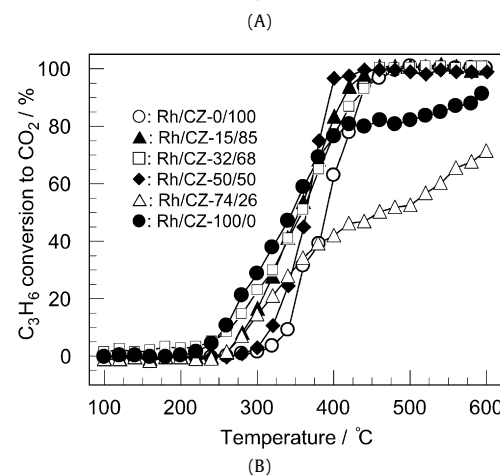 (A)
100
80
60
40
20
0
C₃H₆ conversion to CO₂ / %
○: Rh/CZ-0/100
▲: Rh/CZ-15/85
□: Rh/CZ-32/68
◆: Rh/CZ-50/50
△: Rh/CZ-74/26
●: Rh/CZ-100/0
100 200 300 400 500 600
Temperature / ℃
(B)